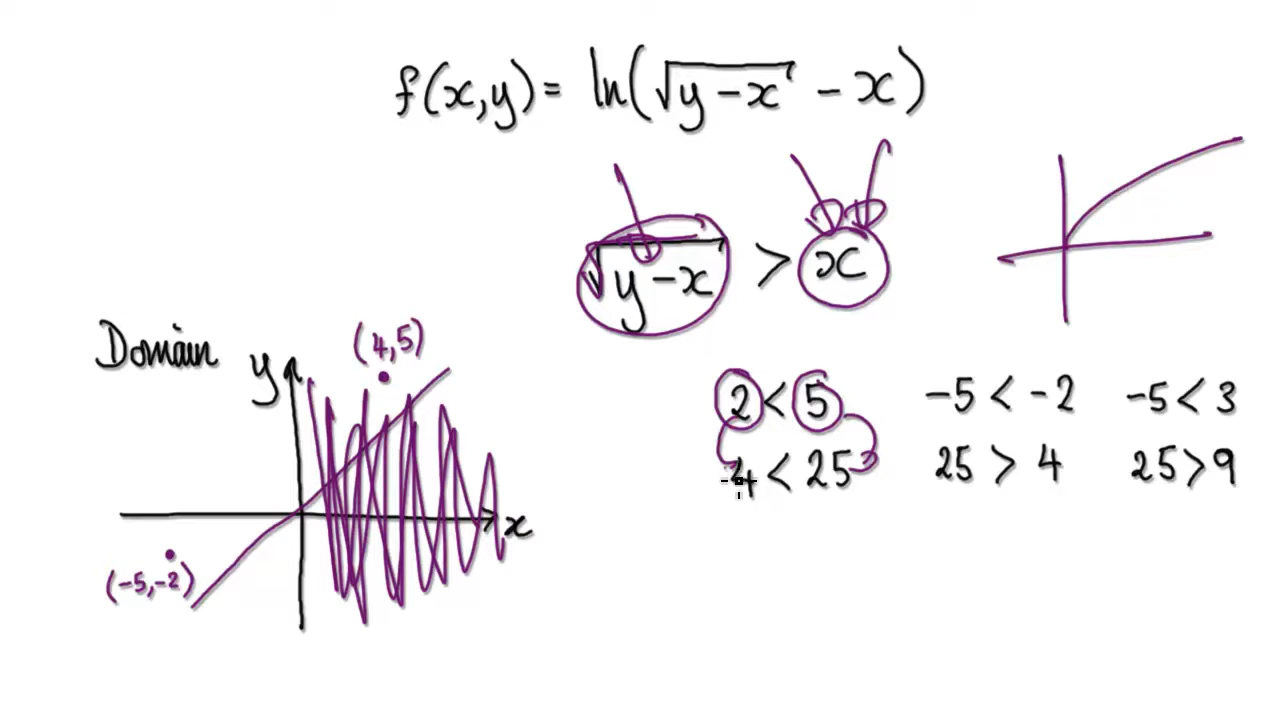 f(x,y) = ln(√(y-x) - x)
√(y-x) > x
Domain
y
(4,5)
x
(-5,-2)
2 < 5
-5 < -2
-5 < 3
4 < 25
25 > 4
25 > 9